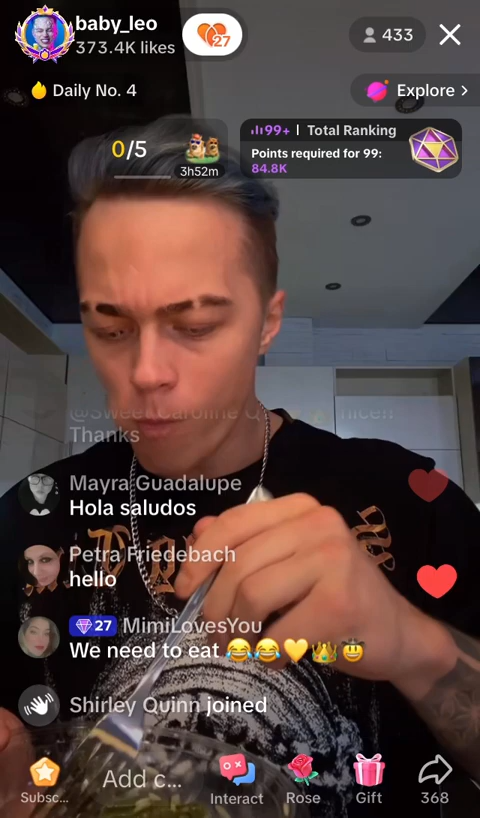 baby_leo
373.4K likes
27
433
Daily No. 4
Explore >
0/5
3h52m
99+ | Total Ranking
Points required for 99:
84.8K
Thanks
Mayra Guadalupe
Hola saludos
Petra Friedebach
hello
27 MimiLovesYou
We need to eat 😂😂💛👑🤠
Shirley Quinn joined
Add c...
Subsc...
Interact
Rose
Gift
368